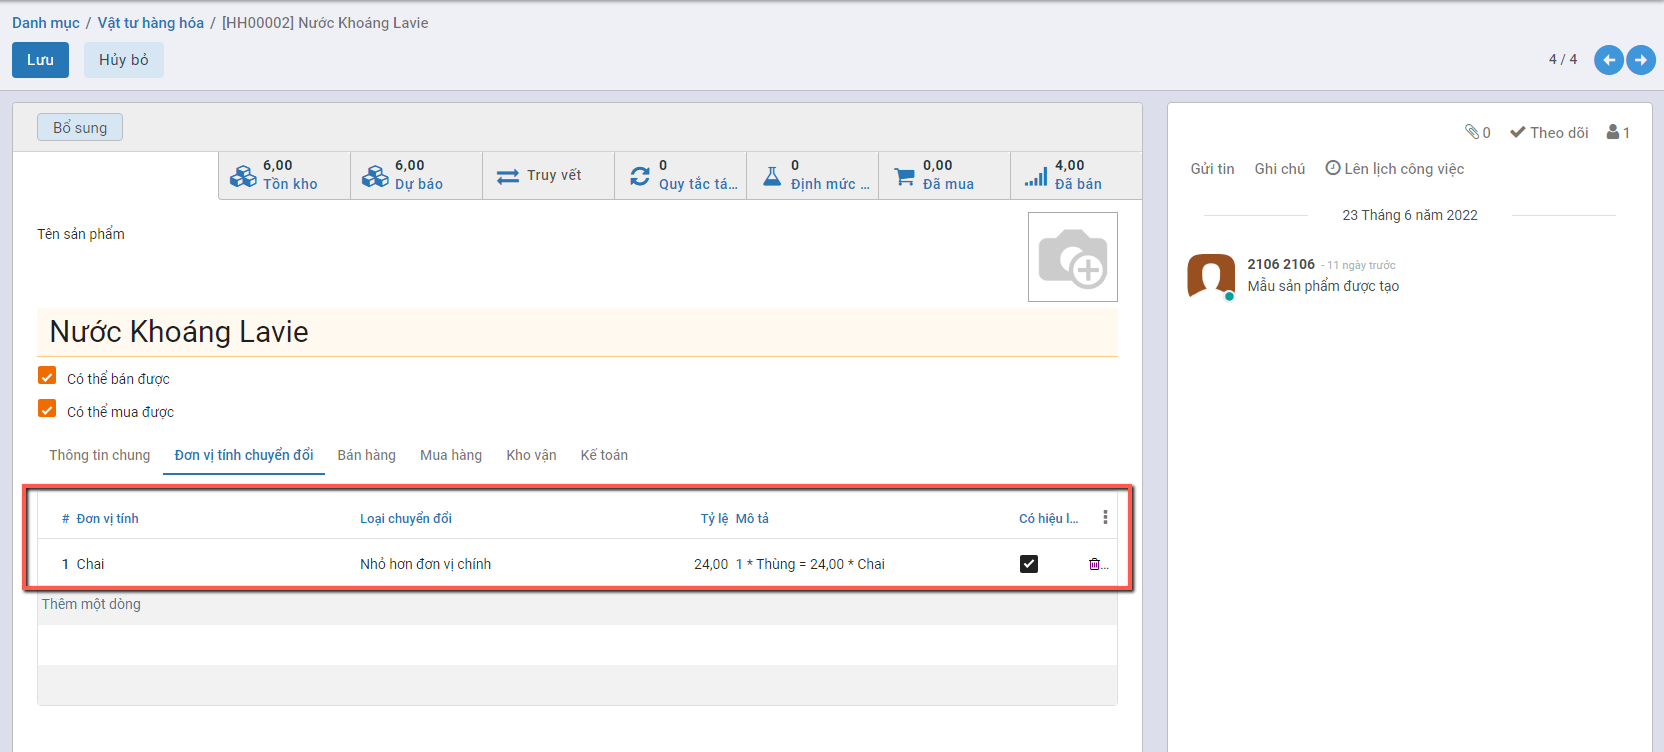 Danh mục / Vật tư hàng hóa / [HH00002] Nước Khoáng Lavie
Lưu Hủy bỏ 4 / 4
Bổ sung
6,00 Tồn kho
6,00 Dự báo
Truy vết
0 Quy tắc tá...
0 Định mức ...
0,00 Đã mua
4,00 Đã bán
Tên sản phẩm
Nước Khoáng Lavie
Có thể bán được
Có thể mua được
Thông tin chung Đơn vị tính chuyển đổi Bán hàng Mua hàng Kho vận Kế toán
# Đơn vị tính Loại chuyển đổi Tỷ lệ Mô tả Có hiệu l...
1 Chai Nhỏ hơn đơn vị chính 24,00 1 * Thùng = 24,00 * Chai ...
Thêm một dòng
0 Theo dõi 1
Gửi tin Ghi chú Lên lịch công việc
23 Tháng 6 năm 2022
2106 2106 - 11 ngày trước
Mẫu sản phẩm được tạo